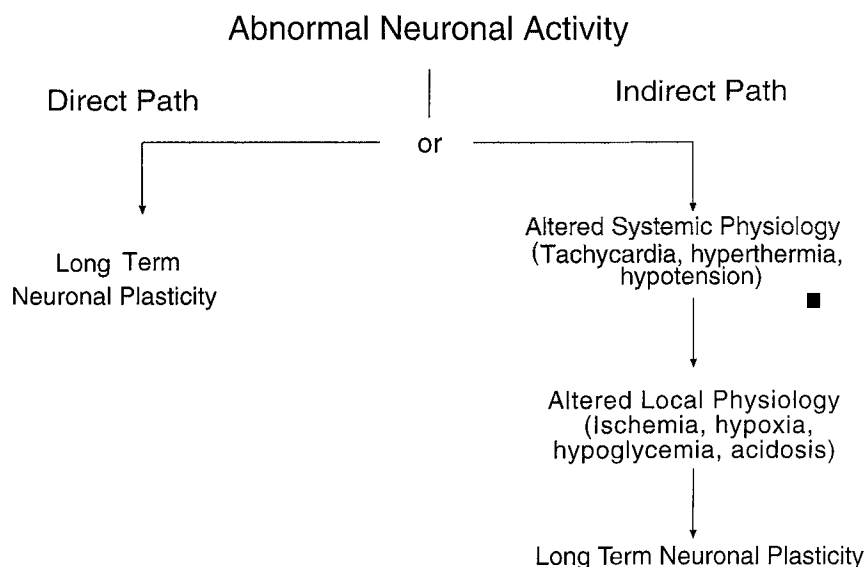 Abnormal Neuronal Activity
Direct Path
Indirect Path
or
Long Term
Neuronal Plasticity
Altered Systemic Physiology
(Tachycardia, hyperthermia,
hypotension)
Altered Local Physiology
(Ischemia, hypoxia,
hypoglycemia, acidosis)
Long Term Neuronal Plasticity